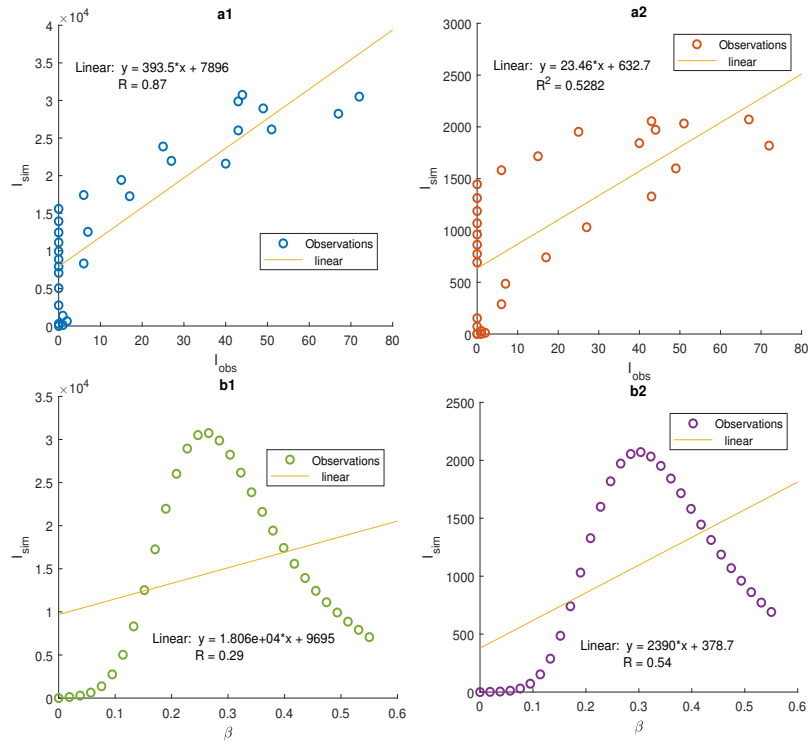 a1
×10^4
4
3.5
3
2.5
2
1.5
1
0.5
0
I_sim
0 10 20 30 40 50 60 70 80
I_obs
Linear: y = 393.5*x + 7896
R = 0.87
Observations
linear
a2
3000
2500
2000
1500
1000
500
0
I_sim
0 10 20 30 40 50 60 70 80
I_obs
Linear: y = 23.46*x + 632.7
R^2 = 0.5282
Observations
linear
b1
×10^4
3.5
3
2.5
2
1.5
1
0.5
0
I_sim
0 0.1 0.2 0.3 0.4 0.5 0.6
β
Observations
linear
Linear: y = 1.806e+04*x + 9695
R = 0.29
b2
2500
2000
1500
1000
500
0
I_sim
0 0.1 0.2 0.3 0.4 0.5 0.6
β
Observations
linear
Linear: y = 2390*x + 378.7
R = 0.54